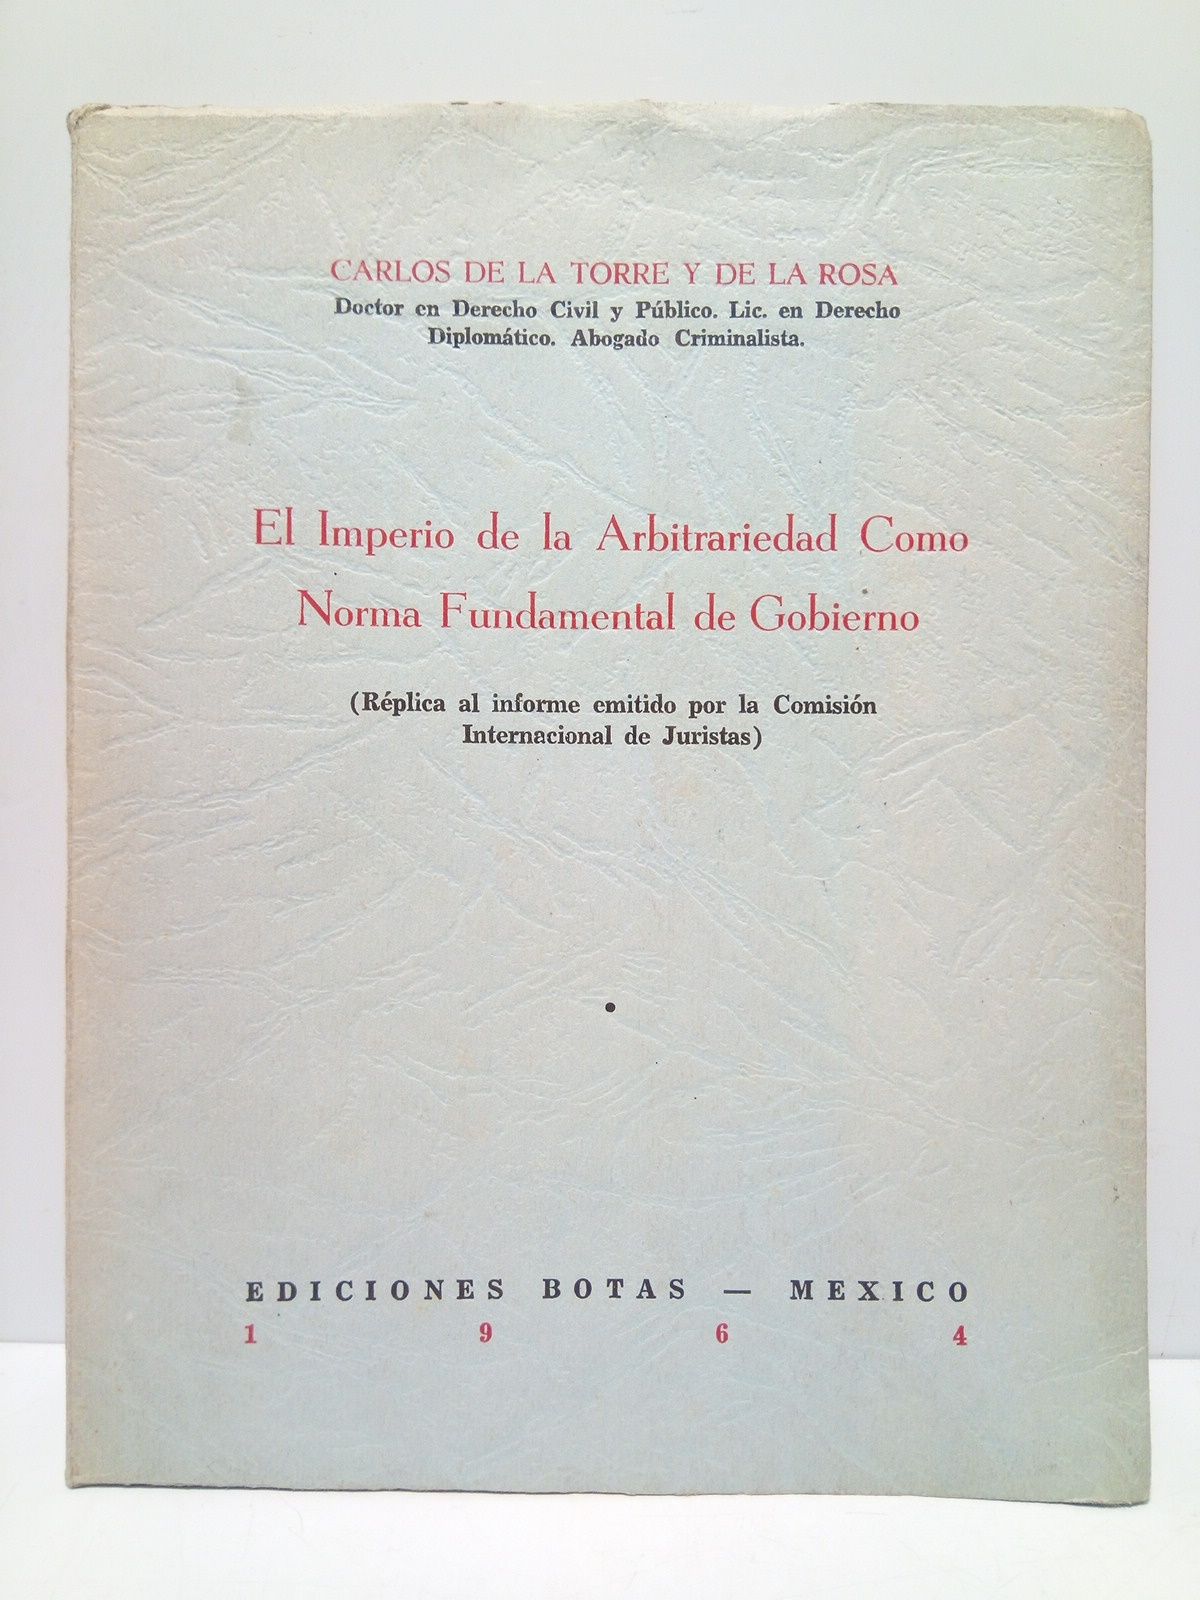 CARLOS DE LA TORRE Y DE LA ROSA
Doctor en Derecho Civil y Público. Lic. en Derecho
Diplomático. Abogado Criminalista.
El Imperio de la Arbitrariedad Como
Norma Fundamental de Gobierno
(Réplica al informe emitido por la Comisión
Internacional de Juristas)
EDICIONES BOTAS — MEXICO
1 9 6 4